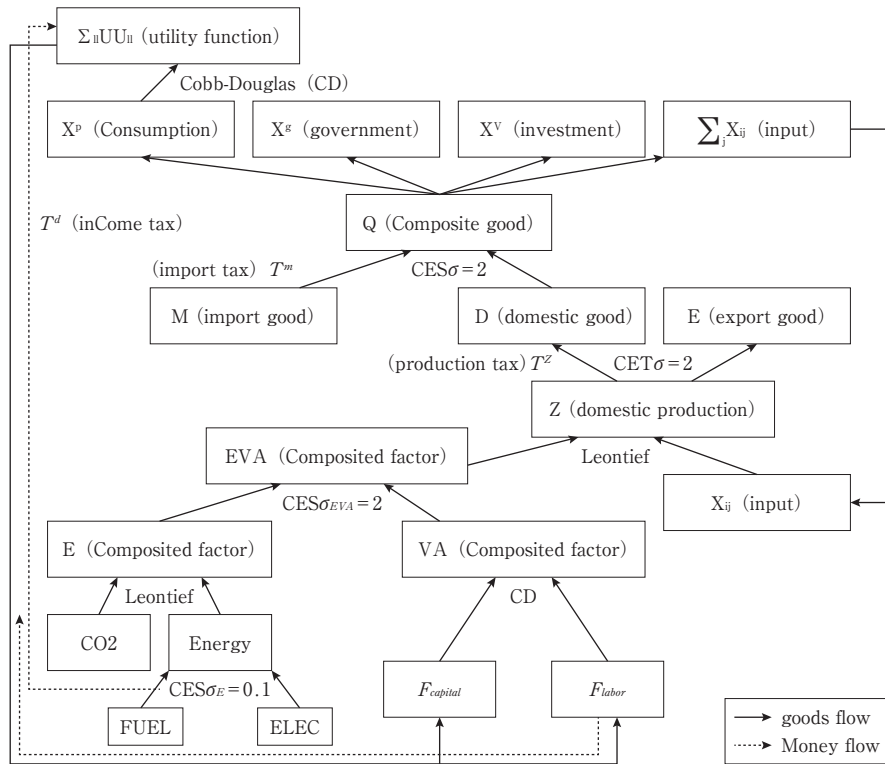 Σ_llUU_ll (utility function)
Cobb-Douglas (CD)
X^p (Consumption)
X^g (government)
X^V (investment)
∑_j X_ij (input)
T^d (inCome tax)
Q (Composite good)
(import tax) T^m
CESσ=2
M (import good)
D (domestic good)
E (export good)
(production tax) T^Z
CETσ=2
Z (domestic production)
EVA (Composited factor)
Leontief
CESσ_EVA=2
X_ij (input)
E (Composited factor)
VA (Composited factor)
Leontief
CD
CO2
Energy
F_capital
F_labor
CESσ_E=0.1
FUEL
ELEC
goods flow
Money flow